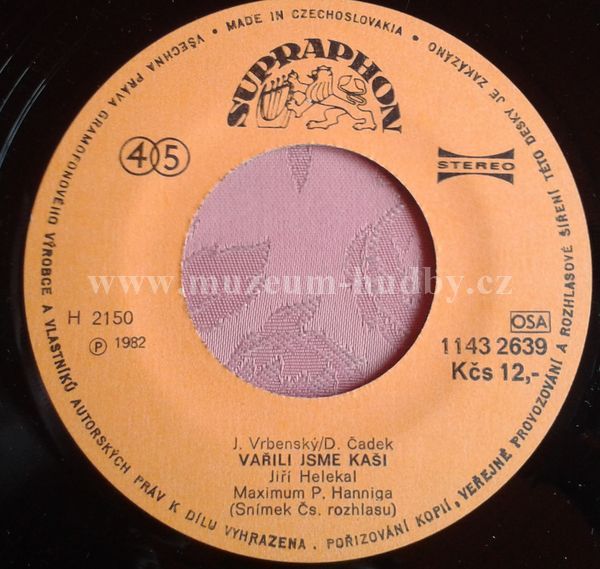 VŠECHNA PRÁVA GRAMOFONOVÉHO VÝROBCE A VLASTNÍKŮ AUTORSKÝCH PRÁV K DÍLU VYHRAZENA. POŘIZOVÁNÍ KOPIÍ, VEŘEJNÉ PROVOZOVÁNÍ A ROZHLASOVÉ ŠÍŘENÍ TÉTO DESKY JE ZAKÁZÁNO • MADE IN CZECHOSLOVAKIA •
SUPRAPHON
45
STEREO
www.muzeum-hudby.cz
H 2150
OSA
Ⓟ 1982
1143 2639
Kčs 12,-
J. Vrbenský/D. Čadek
VAŘILI JSME KAŠI
Jiří Helekal
Maximum P. Hanniga
(Snímek Čs. rozhlasu)